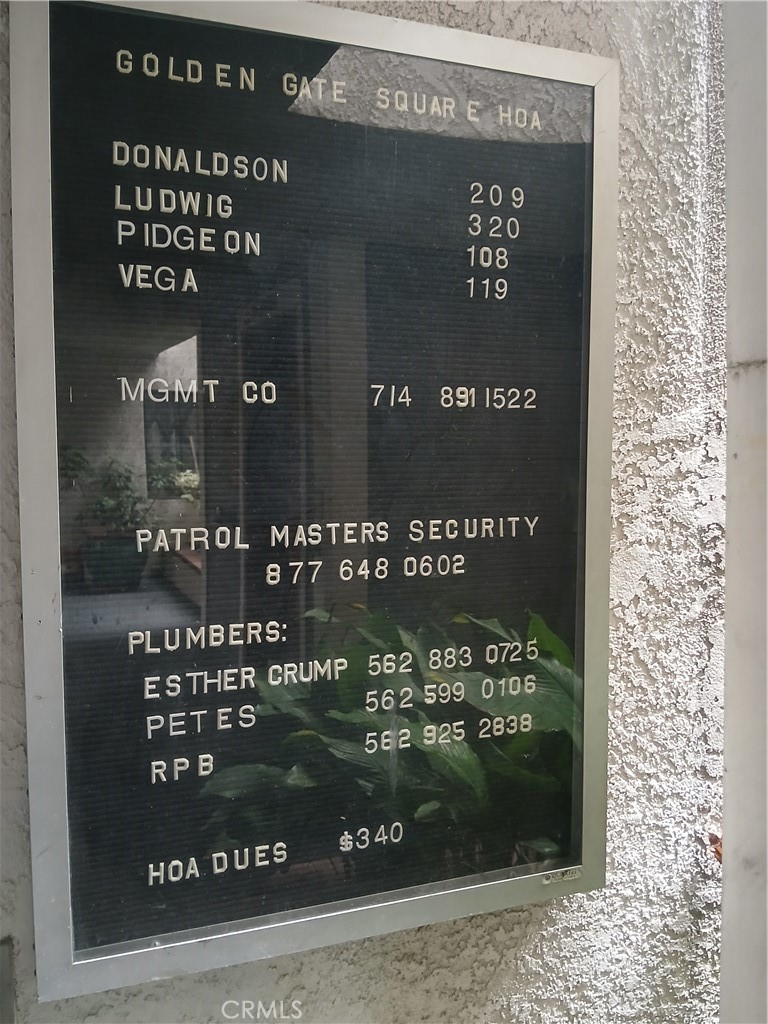 GOLDEN GATE SQUARE HOA
DONALDSON 209
LUDWIG 320
PIDGEON 108
VEGA 119
MGMT CO 714 891 1522
PATROL MASTERS SECURITY
877 648 0602
PLUMBERS:
ESTHER CRUMP 562 883 0725
PETES 562 599 0106
RPB 562 925 2838
HOA DUES $340
CRMLS